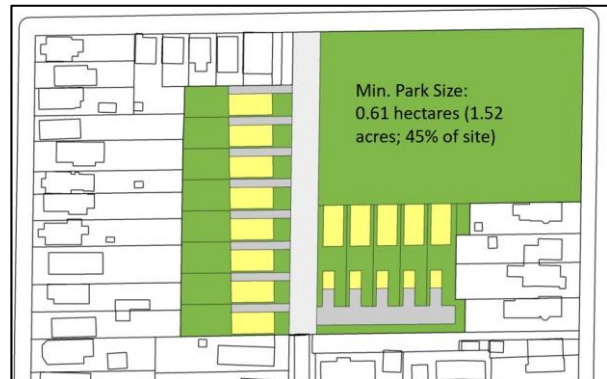 Min. Park Size:
0.61 hectares (1.52
acres; 45% of site)